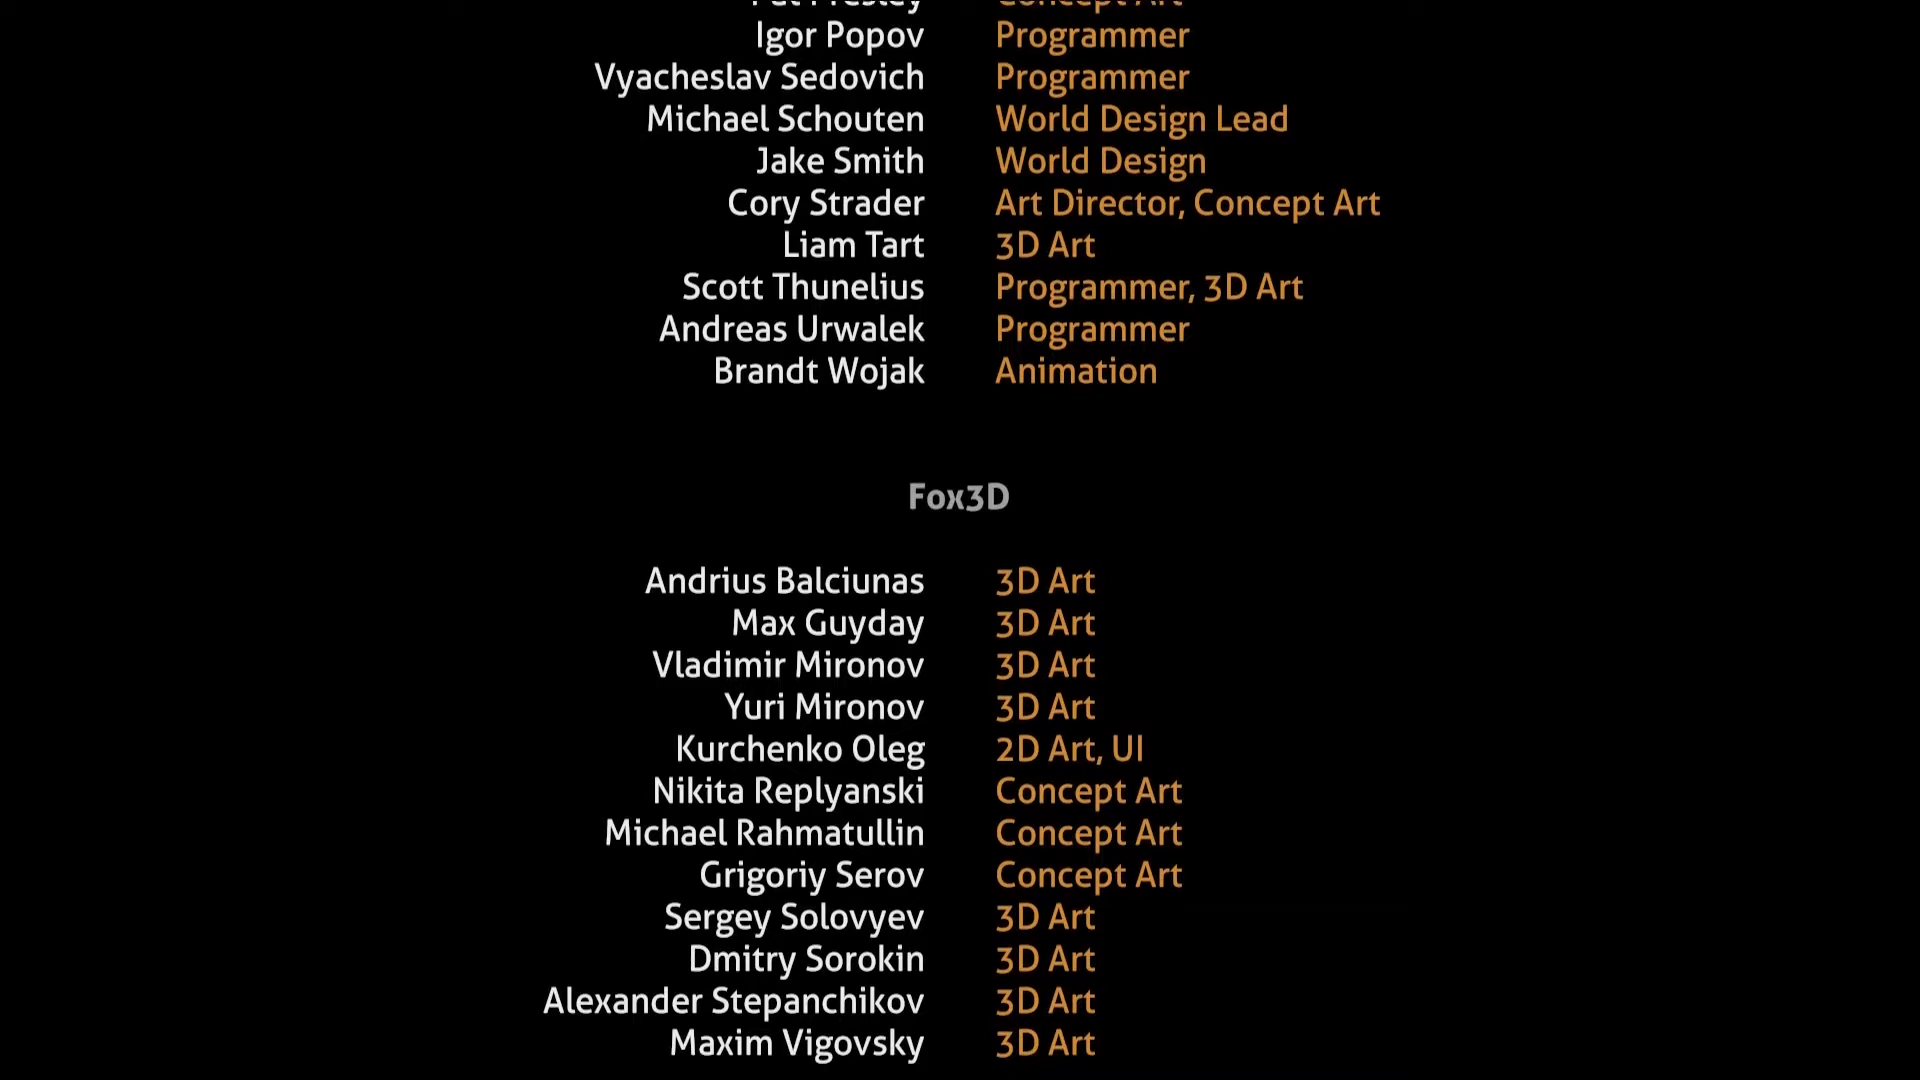 Pat Presley Concept Art
Igor Popov Programmer
Vyacheslav Sedovich Programmer
Michael Schouten World Design Lead
Jake Smith World Design
Cory Strader Art Director, Concept Art
Liam Tart 3D Art
Scott Thunelius Programmer, 3D Art
Andreas Urwalek Programmer
Brandt Wojak Animation
Fox3D
Andrius Balciunas 3D Art
Max Guyday 3D Art
Vladimir Mironov 3D Art
Yuri Mironov 3D Art
Kurchenko Oleg 2D Art, UI
Nikita Replyanski Concept Art
Michael Rahmatullin Concept Art
Grigoriy Serov Concept Art
Sergey Solovyev 3D Art
Dmitry Sorokin 3D Art
Alexander Stepanchikov 3D Art
Maxim Vigovsky 3D Art